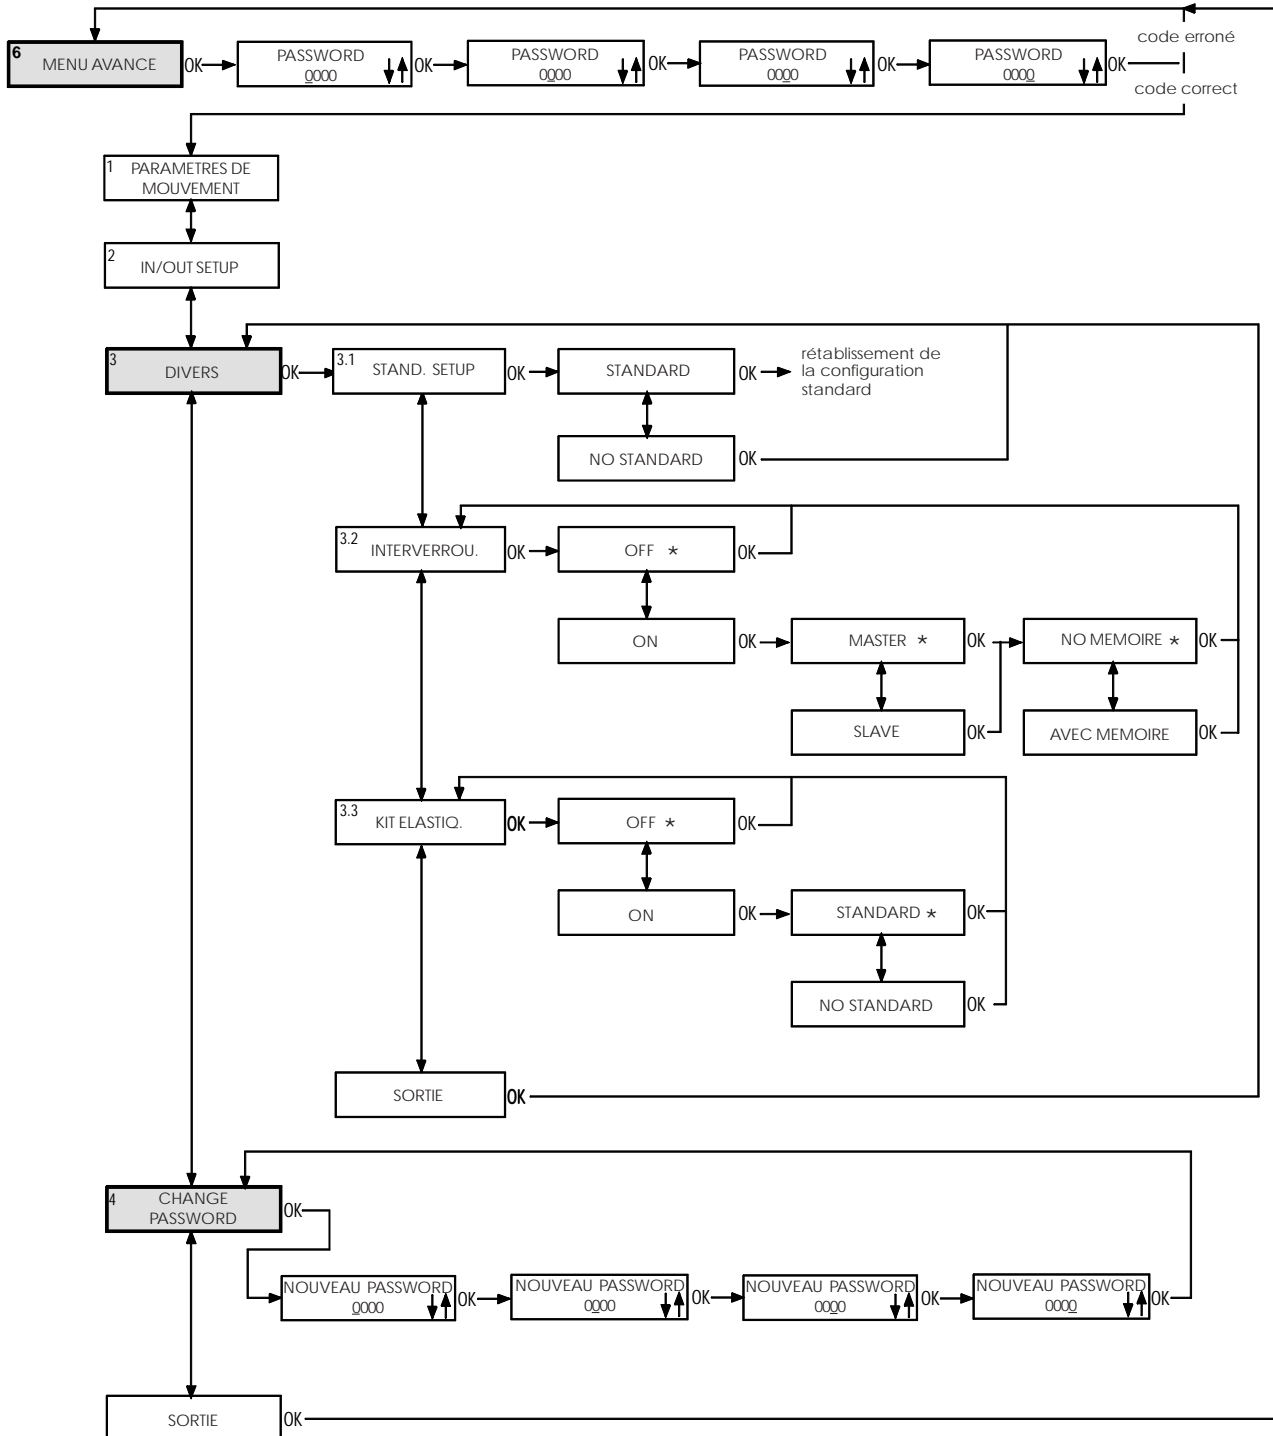 6
MENU AVANCE
OK
PASSWORD
0000
OK
PASSWORD
0000
OK
PASSWORD
0000
OK
PASSWORD
0000
OK
code erroné
code correct
1
PARAMETRES DE
MOUVEMENT
2
IN/OUT SETUP
3
DIVERS
OK
3.1
STAND. SETUP
OK
STANDARD
OK
rétablissement de
la configuration
standard
NO STANDARD
OK
3.2
INTERVERROU.
OK
OFF *
OK
ON
OK
MASTER *
OK
NO MEMOIRE *
OK
SLAVE
OK
AVEC MEMOIRE
OK
3.3
KIT ELASTIQ.
OK
OFF *
OK
ON
OK
STANDARD *
OK
NO STANDARD
OK
SORTIE
OK
4
CHANGE
PASSWORD
OK
NOUVEAU PASSWORD
0000
OK
NOUVEAU PASSWORD
0000
OK
NOUVEAU PASSWORD
0000
OK
NOUVEAU PASSWORD
0000
OK
SORTIE
OK